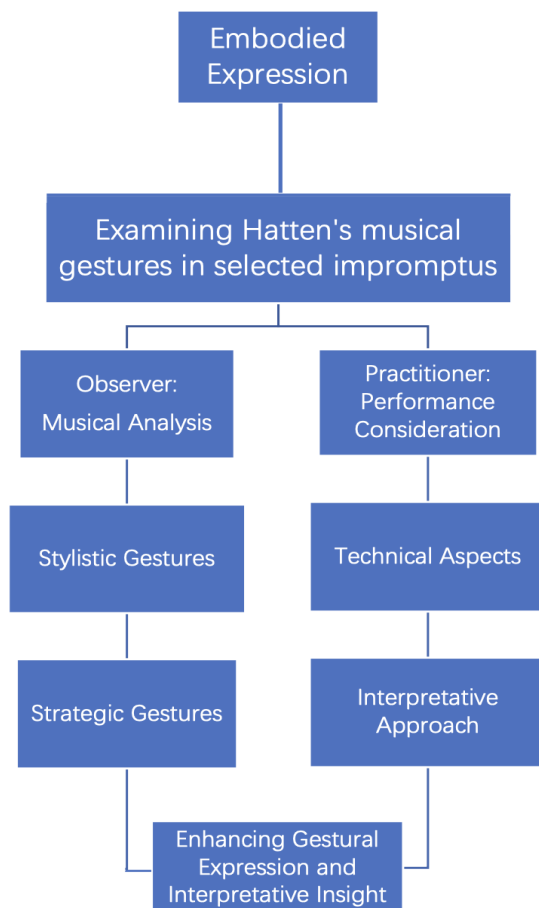 Embodied
Expression
Examining Hatten's musical
gestures in selected impromptus
Observer:
Musical Analysis
Practitioner:
Performance
Consideration
Stylistic Gestures
Technical Aspects
Strategic Gestures
Interpretative
Approach
Enhancing Gestural
Expression and
Interpretative Insight